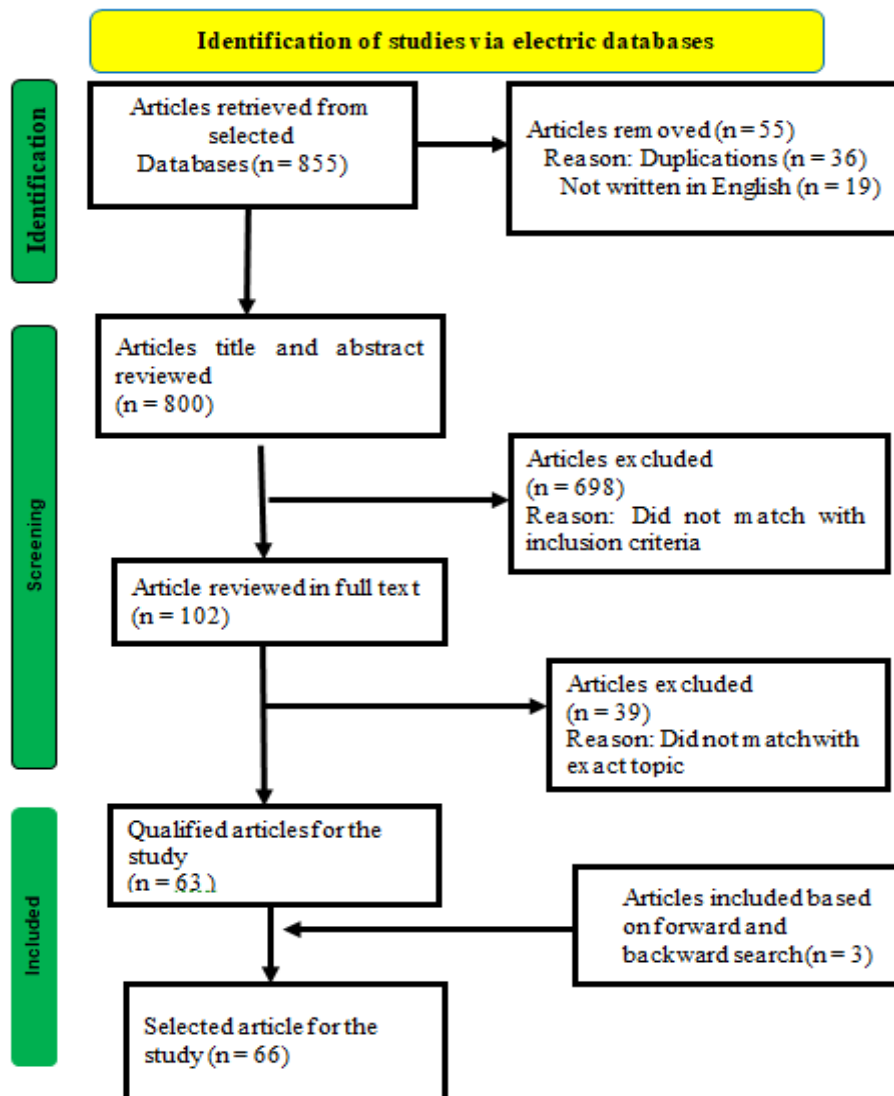 Identification of studies via electric databases
Identification
Articles retrieved from
selected
Databases (n = 855)
Articles removed (n = 55)
Reason: Duplications (n = 36)
Not written in English (n = 19)
Screening
Articles title and abstract
reviewed
(n = 800)
Articles excluded
(n = 698)
Reason: Did not match with
inclusion criteria
Article reviewed in full text
(n = 102)
Articles excluded
(n = 39)
Reason: Did not match with
exact topic
Included
Qualified articles for the
study
(n = 63)
Articles included based
on forward and
backward search (n = 3)
Selected article for the
study (n = 66)